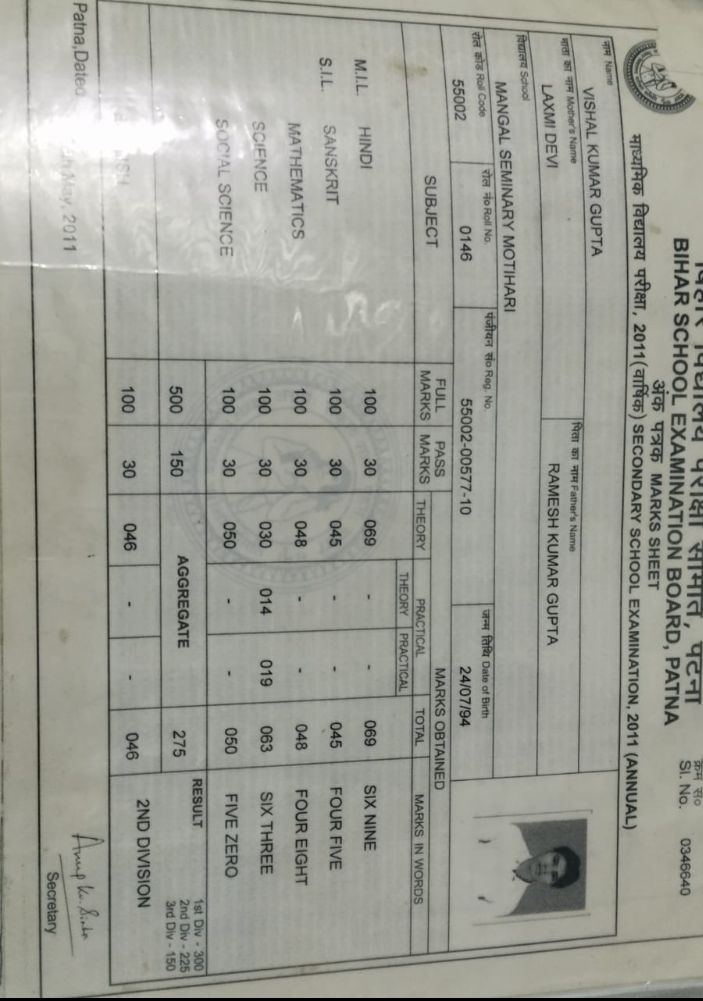 बिहार विद्यालय परीक्षा समिति, पटना
BIHAR SCHOOL EXAMINATION BOARD, PATNA
अंक पत्रक MARKS SHEET
क्रम सं०
Sl. No. 0346640
माध्यमिक विद्यालय परीक्षा, 2011 (वार्षिक) SECONDARY SCHOOL EXAMINATION, 2011 (ANNUAL)
नाम Name
VISHAL KUMAR GUPTA
माता का नाम Mother's Name पिता का नाम Father's Name
LAXMI DEVI RAMESH KUMAR GUPTA
विद्यालय School
MANGAL SEMINARY MOTIHARI
रोल कोड Roll Code रोल नं० Roll No. पंजीयन सं० Reg. No. जन्म तिथि Date of Birth
55002 0146 55002-00577-10 24/07/94
SUBJECT FULL MARKS PASS MARKS MARKS OBTAINED MARKS IN WORDS
THEORY PRACTICAL TOTAL
THEORY PRACTICAL
M.I.L. HINDI 100 30 069 - - 069 SIX NINE
S.I.L. SANSKRIT 100 30 045 - - 045 FOUR FIVE
MATHEMATICS 100 30 048 - - 048 FOUR EIGHT
SCIENCE 100 30 030 014 019 063 SIX THREE
SOCIAL SCIENCE 100 30 050 - - 050 FIVE ZERO
500 150 AGGREGATE 275 RESULT 1st Div - 300
2nd Div - 225
3rd Div - 150
100 30 046 - - 046 2ND DIVISION
Patna, Dated May, 2011
Secretary